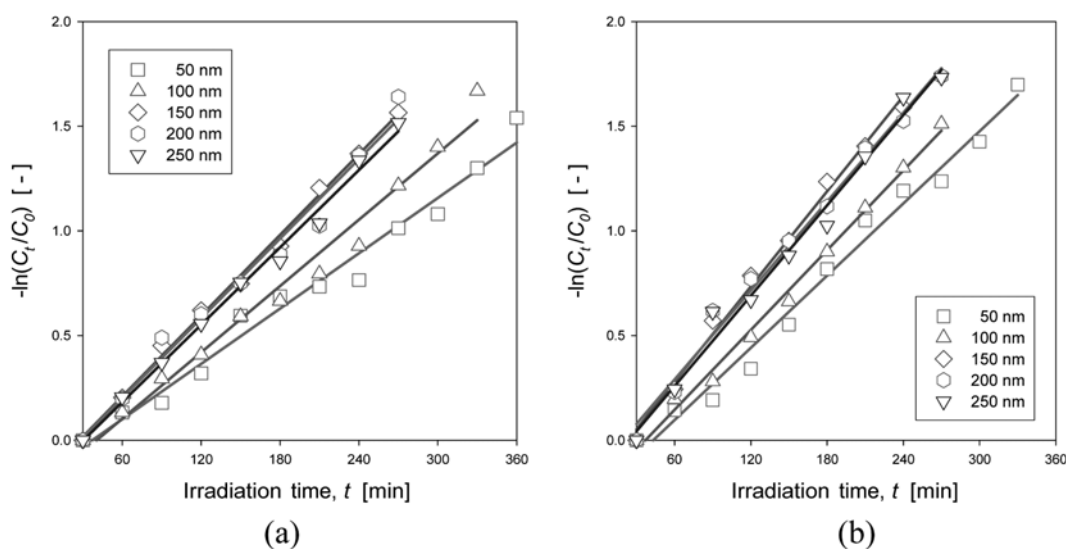 2.0
1.5
1.0
0.5
0.0
-ln(Ct/C0) [ - ]
50 nm
100 nm
150 nm
200 nm
250 nm
60 120 180 240 300 360
Irradiation time, t [min]
(a)
2.0
1.5
1.0
0.5
0.0
-ln(Ct/C0) [ - ]
50 nm
100 nm
150 nm
200 nm
250 nm
60 120 180 240 300 360
Irradiation time, t [min]
(b)